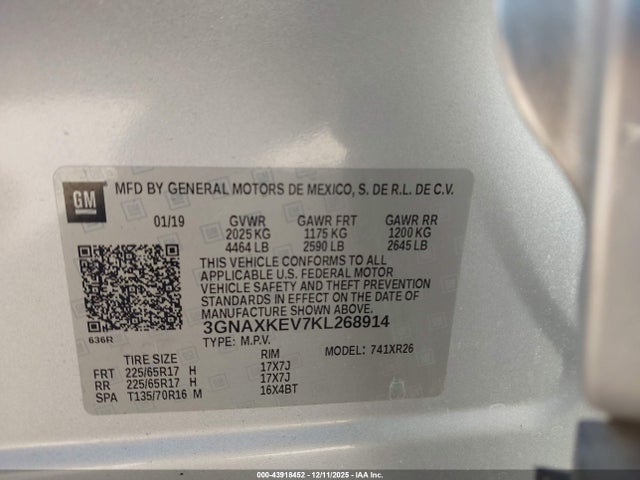 GM
MFD BY GENERAL MOTORS DE MEXICO, S. DE R.L. DE C.V.
01/19 GVWR GAWR FRT GAWR RR
2025 KG 1175 KG 1200 KG
4464 LB 2590 LB 2645 LB
THIS VEHICLE CONFORMS TO ALL
APPLICABLE U.S. FEDERAL MOTOR
VEHICLE SAFETY AND THEFT PREVENTION
STANDARDS IN EFFECT ON THE DATE OF
MANUFACTURE SHOWN ABOVE.
636R
3GNAXKEV7KL268914
TYPE: M.P.V. MODEL: 741XR26
TIRE SIZE RIM
FRT 225/65R17 H 17X7J
RR 225/65R17 H 17X7J
SPA T135/70R16 M 16X4BT
000-43918452 - 12/11/2025 - IAA Inc.